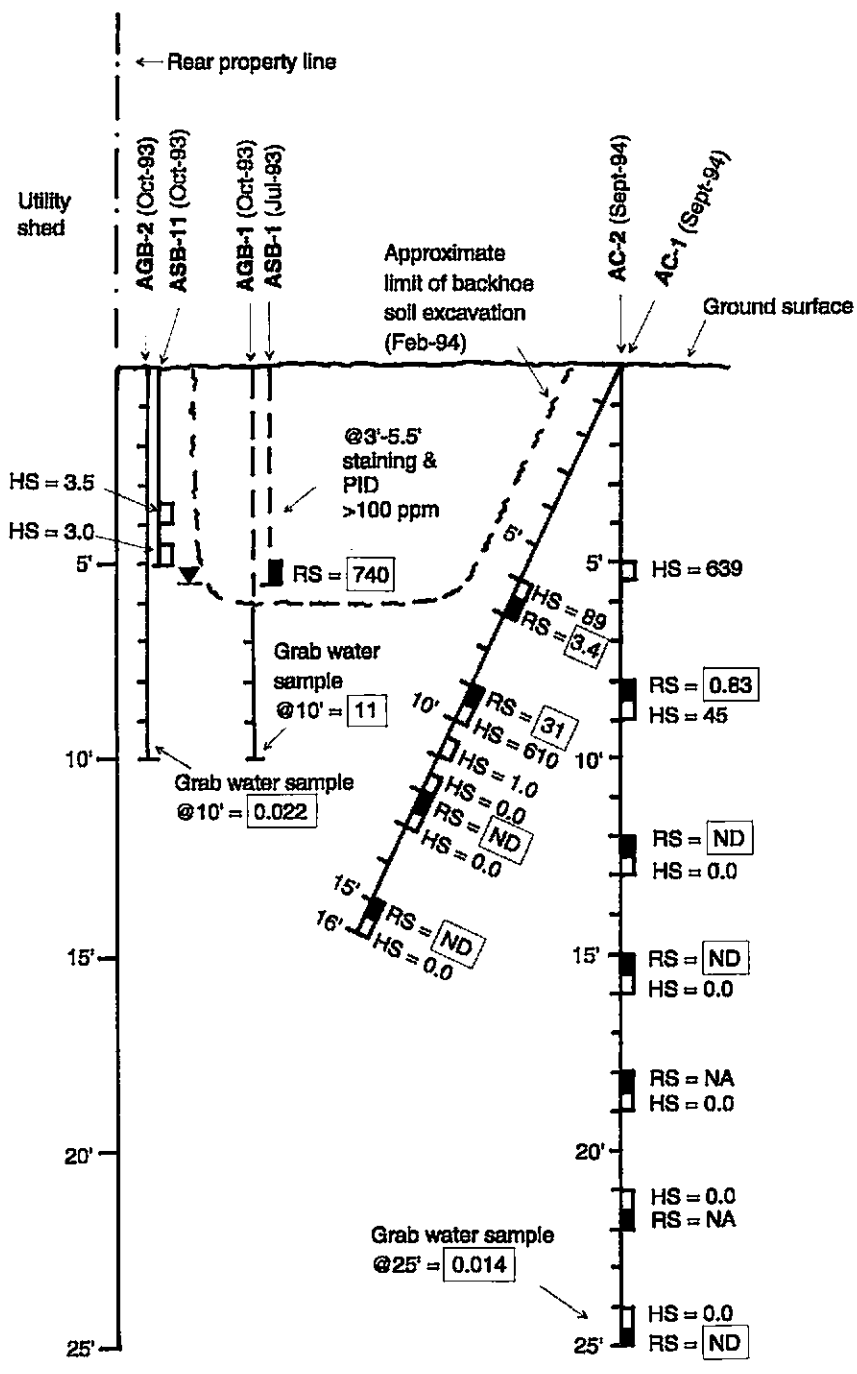 Rear property line
Utility
shed
AGB-2 (Oct-93)
ASB-11 (Oct-93)
AGB-1 (Oct-93)
ASB-1 (Jul-93)
AC-2 (Sept-94)
AC-1 (Sept-94)
Approximate
limit of backhoe
soil excavation
(Feb-94)
Ground surface
@3'-5.5'
staining &
PID
>100 ppm
HS = 3.5
HS = 3.0
5'
RS = 740
Grab water
sample
@10' = 11
10'
Grab water sample
@10' = 0.022
15'
20'
25'
5'
HS = 89
RS = 3.4
10'
RS = 31
HS = 610
HS = 1.0
HS = 0.0
RS = ND
HS = 0.0
15'
RS = ND
16'
HS = 0.0
5'
HS = 639
RS = 0.83
HS = 45
10'
RS = ND
HS = 0.0
15'
RS = ND
HS = 0.0
RS = NA
HS = 0.0
20'
HS = 0.0
RS = NA
Grab water sample
@25' = 0.014
HS = 0.0
25'
RS = ND